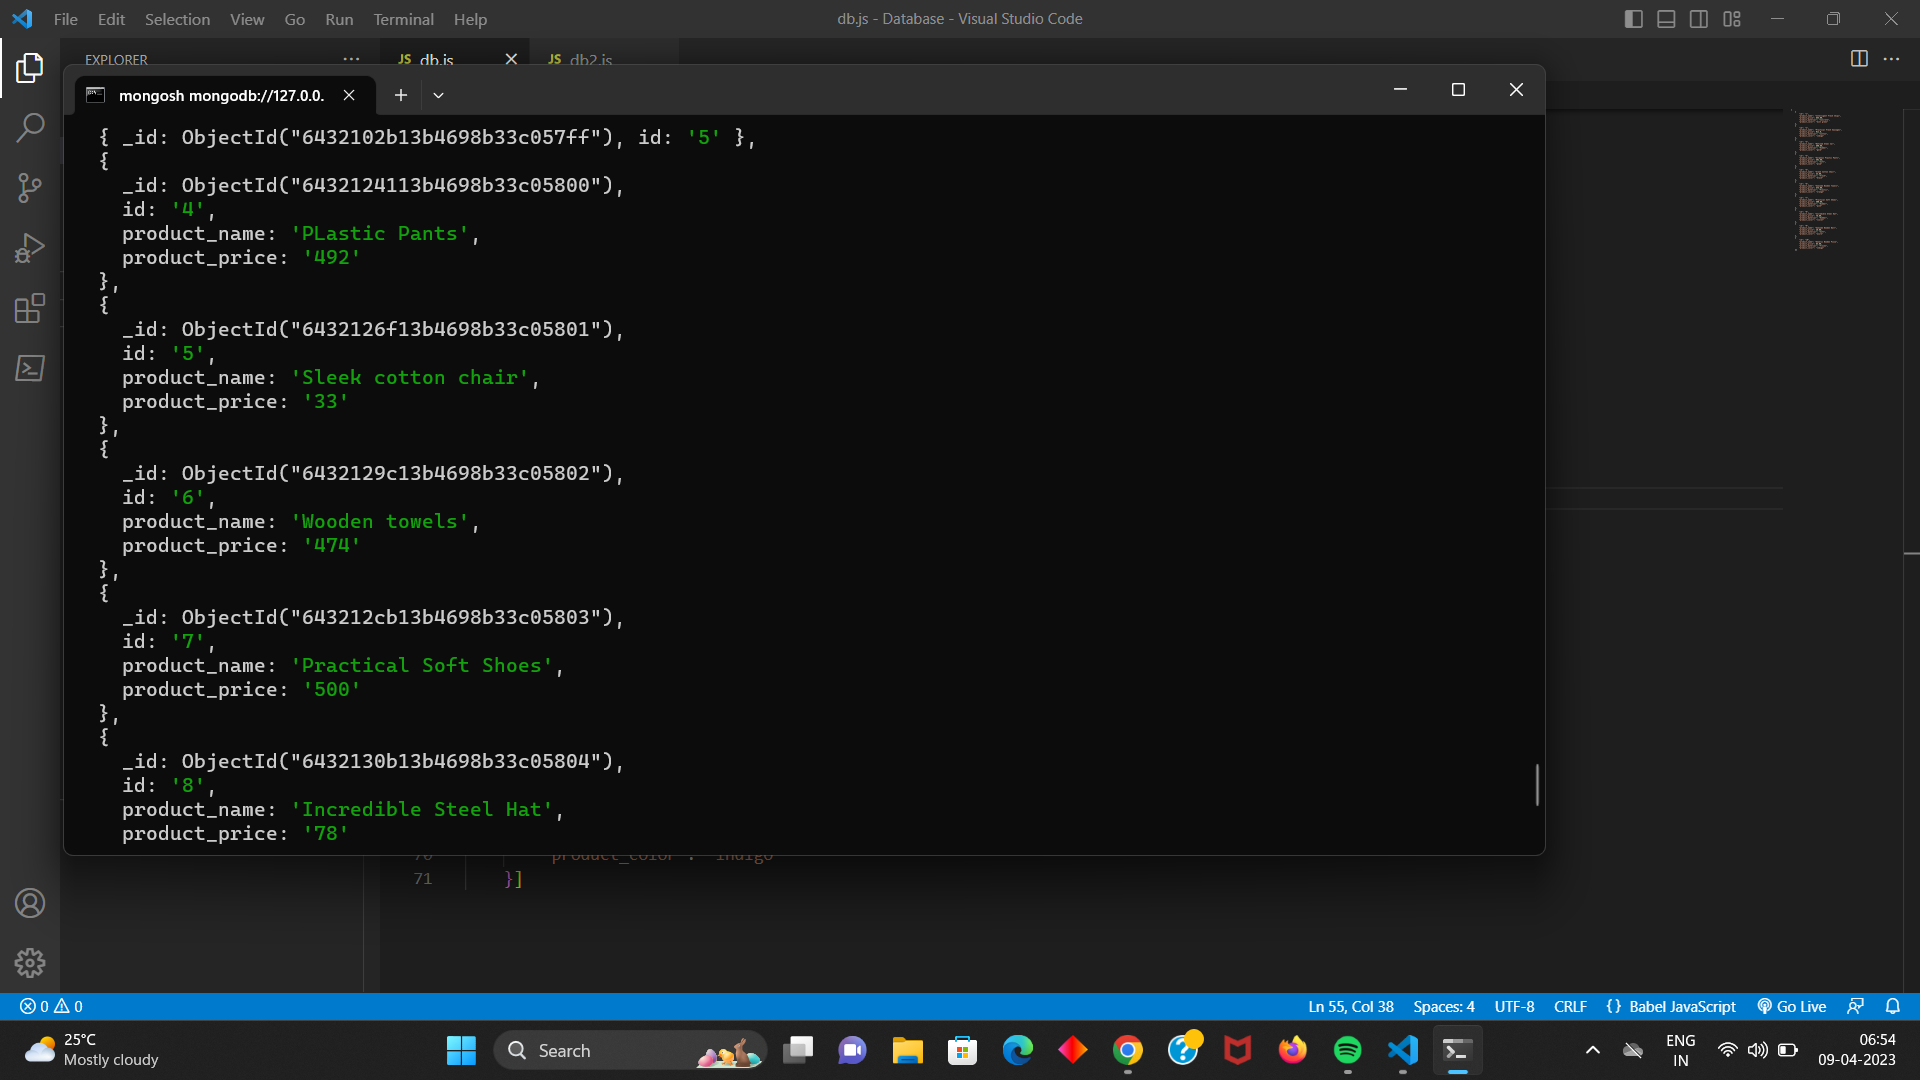 File Edit Selection View Go Run Terminal Help
db.js - Database - Visual Studio Code
EXPLORER
JS db.js
JS db2.js
mongosh mongodb://127.0.0.
{ _id: ObjectId("6432102b13b4698b33c057ff"), id: '5' },
{
_id: ObjectId("6432124113b4698b33c05800"),
id: '4',
product_name: 'PLastic Pants',
product_price: '492'
},
{
_id: ObjectId("6432126f13b4698b33c05801"),
id: '5',
product_name: 'Sleek cotton chair',
product_price: '33'
},
{
_id: ObjectId("6432129c13b4698b33c05802"),
id: '6',
product_name: 'Wooden towels',
product_price: '474'
},
{
_id: ObjectId("643212cb13b4698b33c05803"),
id: '7',
product_name: 'Practical Soft Shoes',
product_price: '500'
},
{
_id: ObjectId("6432130b13b4698b33c05804"),
id: '8',
product_name: 'Incredible Steel Hat',
product_price: '78'
70 "product_color": "indigo"
71 }]
0 0
Ln 55, Col 38 Spaces: 4 UTF-8 CRLF {} Babel JavaScript Go Live
25°C
Mostly cloudy
Search
ENG
IN
06:54
09-04-2023